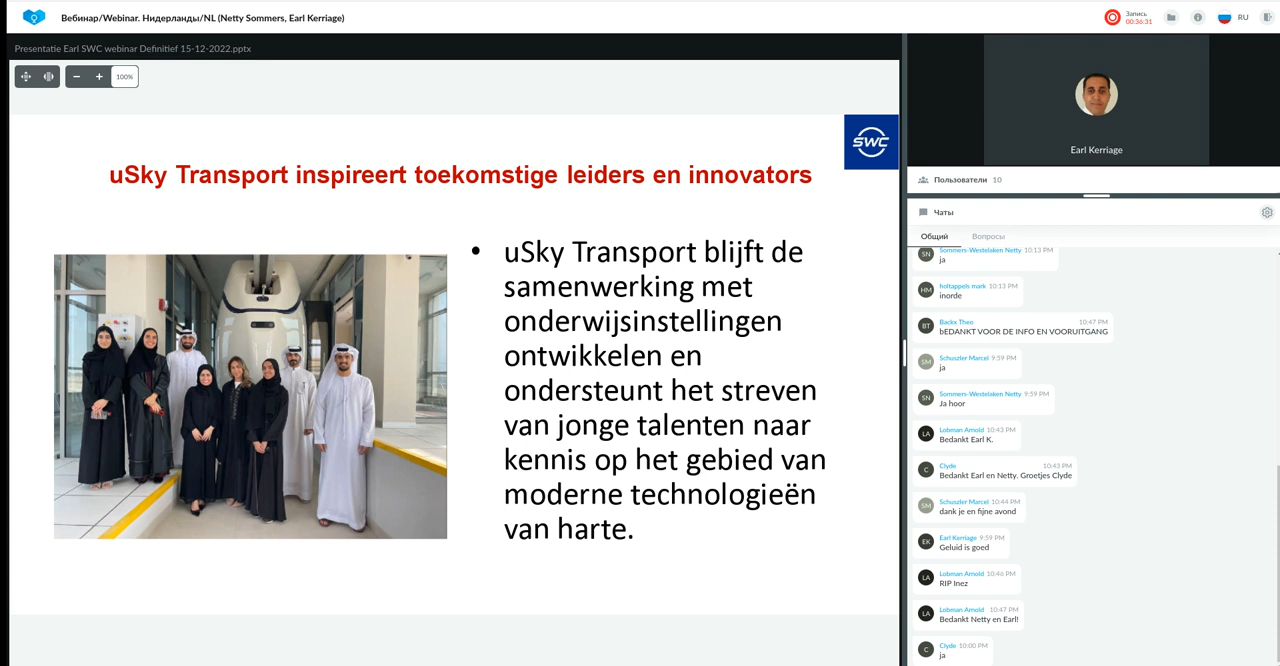 Вебинар/Webinar. Нидерланды/NL (Netty Sommers, Earl Kerriage)
Запись
00:36:31
RU
Presentatie Earl SWC webinar Definitief 15-12-2022.pptx
100%
SWC
uSky Transport inspireert toekomstige leiders en innovators
• uSky Transport blijft de
samenwerking met
onderwijsinstellingen
ontwikkelen en
ondersteunt het streven
van jonge talenten naar
kennis op het gebied van
moderne technologieën
van harte.
Earl Kerriage
Пользователи 10
Чаты
Общий Вопросы
SN Sommers-Westelaken Netty 10:13 PM
ja
HM holtappels mark 10:13 PM
inorde
BT Backx Theo 10:47 PM
bEDANKT VOOR DE INFO EN VOORUITGANG
SM Schuszler Marcel 9:59 PM
ja
SN Sommers-Westelaken Netty 9:59 PM
Ja hoor
LA Lobman Arnold 10:43 PM
Bedankt Earl K.
C Clyde 10:43 PM
Bedankt Earl en Netty. Groetjes Clyde
SM Schuszler Marcel 10:44 PM
dank je en fijne avond
EK Earl Kerriage 9:59 PM
Geluid is goed
LA Lobman Arnold 10:46 PM
RIP Inez
LA Lobman Arnold 10:47 PM
Bedankt Netty en Earl!
C Clyde 10:00 PM
ja